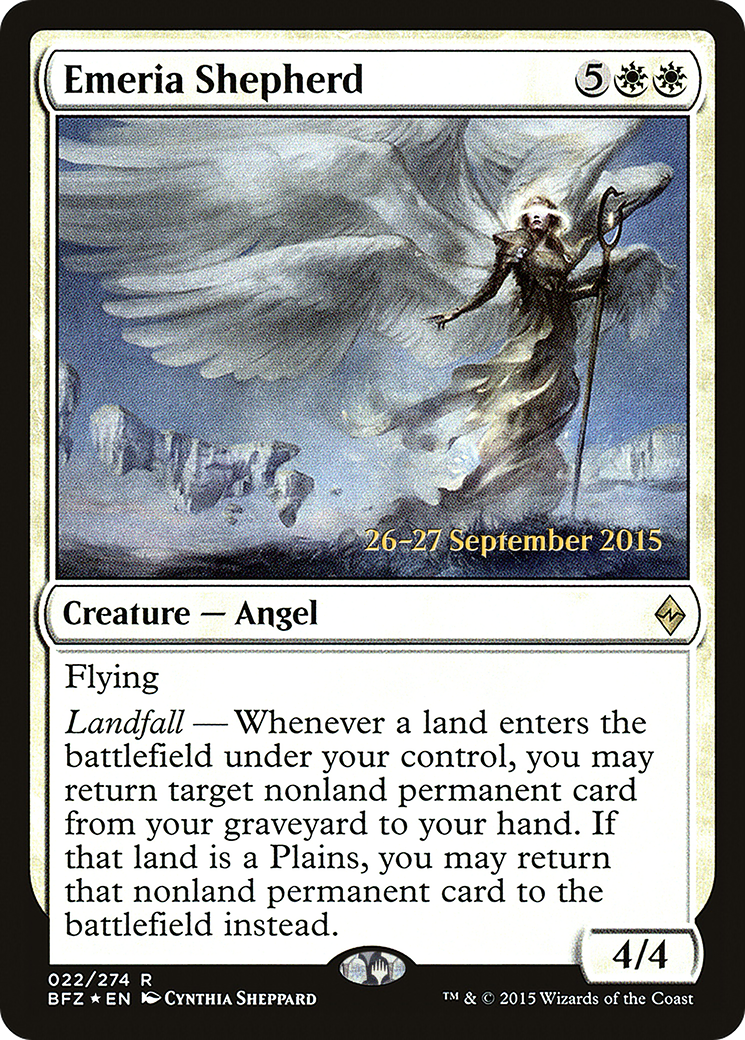 Emeria Shepherd 5
26–27 September 2015
Creature — Angel
Flying
Landfall — Whenever a land enters the
battlefield under your control, you may
return target nonland permanent card
from your graveyard to your hand. If
that land is a Plains, you may return
that nonland permanent card to the
battlefield instead.
4/4
022/274 R
BFZ ★ EN Cynthia Sheppard
™ & © 2015 Wizards of the Coast